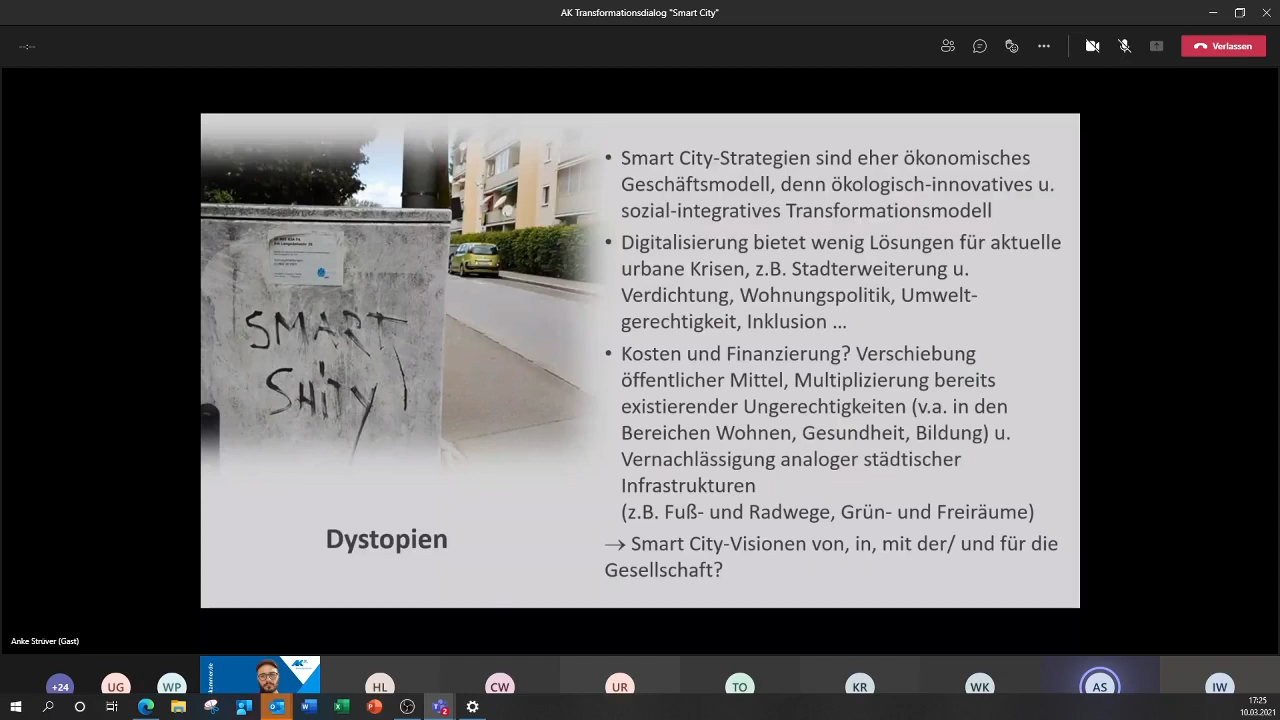 AK Transformationsdialog "Smart City"
--:--
Verlassen
SMART
SHITY
Dystopien
• Smart City-Strategien sind eher ökonomisches
Geschäftsmodell, denn ökologisch-innovatives u.
sozial-integratives Transformationsmodell
• Digitalisierung bietet wenig Lösungen für aktuelle
urbane Krisen, z.B. Stadterweiterung u.
Verdichtung, Wohnungspolitik, Umwelt-
gerechtigkeit, Inklusion …
• Kosten und Finanzierung? Verschiebung
öffentlicher Mittel, Multiplizierung bereits
existierender Ungerechtigkeiten (v.a. in den
Bereichen Wohnen, Gesundheit, Bildung) u.
Vernachlässigung analoger städtischer
Infrastrukturen
(z.B. Fuß- und Radwege, Grün- und Freiräume)
→ Smart City-Visionen von, in, mit der/ und für die
Gesellschaft?
Anke Strüver (Gast)
+24 UG WP HL CW UR TO KR WK AS IW
AK
17:25
10.03.2021